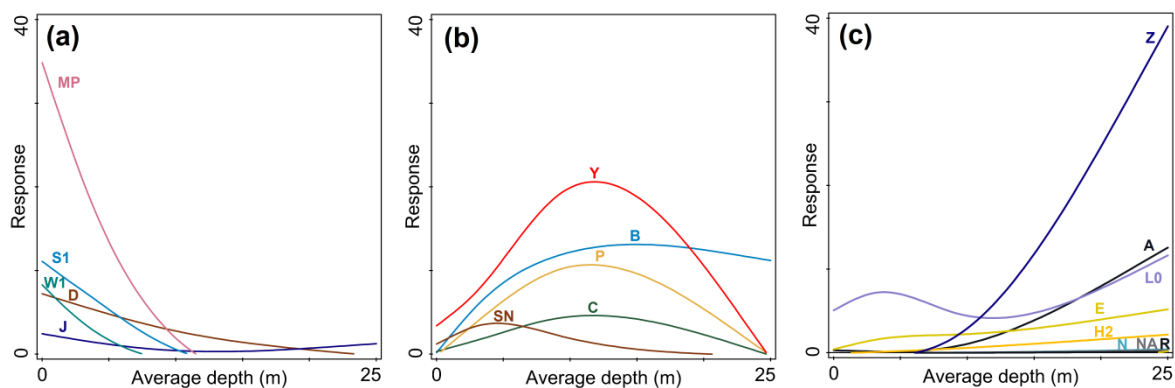 (a)
40
Response
MP
S1
W1
D
J
0
0
Average depth (m)
25
(b)
40
Response
Y
B
P
SN
C
0
0
Average depth (m)
25
(c)
40
Response
Z
A
L0
E
H2
N NA R
0
0
Average depth (m)
25